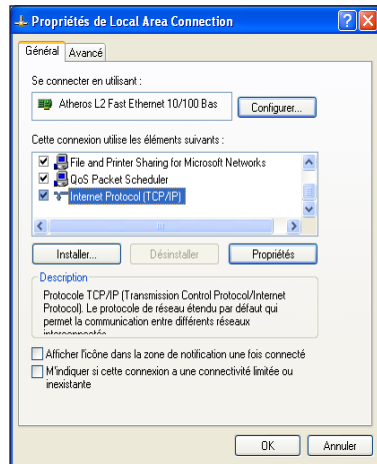 Propriétés de Local Area Connection
Général Avancé
Se connecter en utilisant :
Atheros L2 Fast Ethernet 10/100 Bas
Configurer...
Cette connexion utilise les éléments suivants :
File and Printer Sharing for Microsoft Networks
QoS Packet Scheduler
Internet Protocol (TCP/IP)
Installer... Désinstaller Propriétés
Description
Protocole TCP/IP (Transmission Control Protocol/Internet
Protocol). Le protocole de réseau étendu par défaut qui
permet la communication entre différents réseaux
interconnectés
Afficher l'icône dans la zone de notification une fois connecté
M'indiquer si cette connexion a une connectivité limitée ou
inexistante
OK Annuler